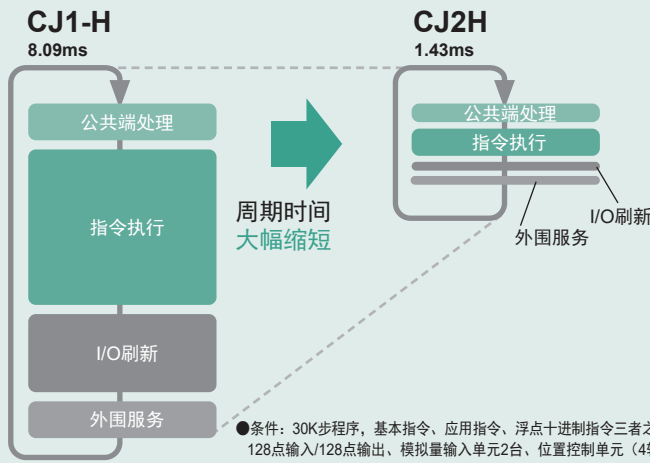 CJ1-H
8.09ms
公共端处理
指令执行
I/O刷新
外围服务
周期时间
大幅缩短
CJ2H
1.43ms
公共端处理
指令执行
I/O刷新
外围服务
●条件：30K步程序，基本指令、应用指令、浮点十进制指令三者之
128点输入/128点输出、模拟量输入单元2台、位置控制单元（4轴